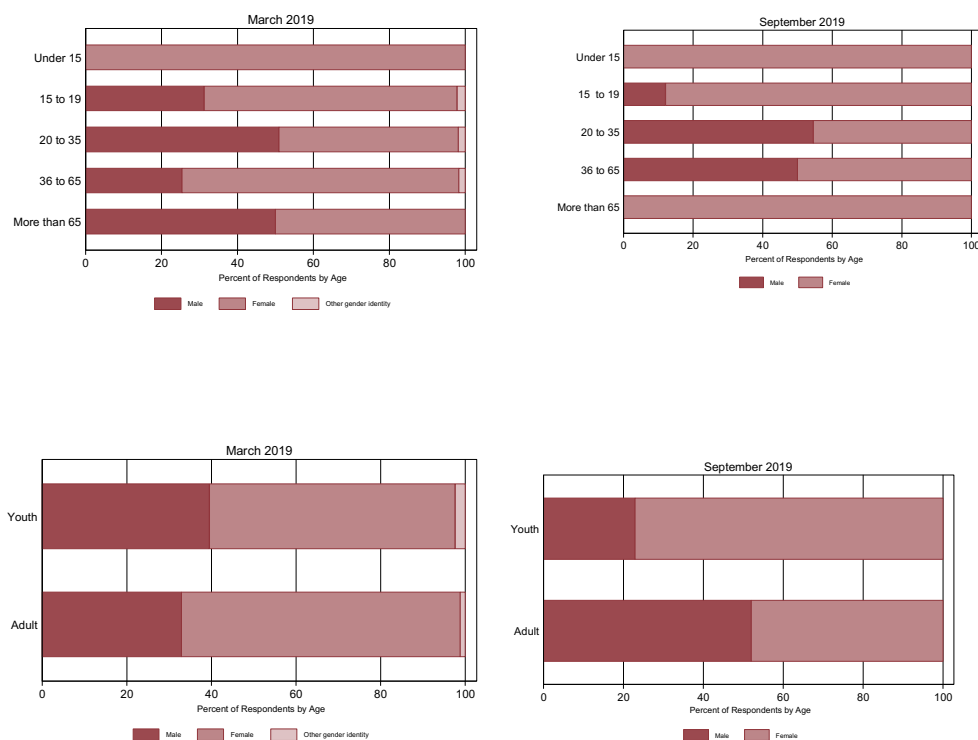 March 2019
Under 15
15 to 19
20 to 35
36 to 65
More than 65
0 20 40 60 80 100
Percent of Respondents by Age
Male Female Other gender identity
September 2019
Under 15
15 to 19
20 to 35
36 to 65
More than 65
0 20 40 60 80 100
Percent of Respondents by Age
Male Female
March 2019
Youth
Adult
0 20 40 60 80 100
Percent of Respondents by Age
Male Female Other gender identity
September 2019
Youth
Adult
0 20 40 60 80 100
Percent of Respondents by Age
Male Female